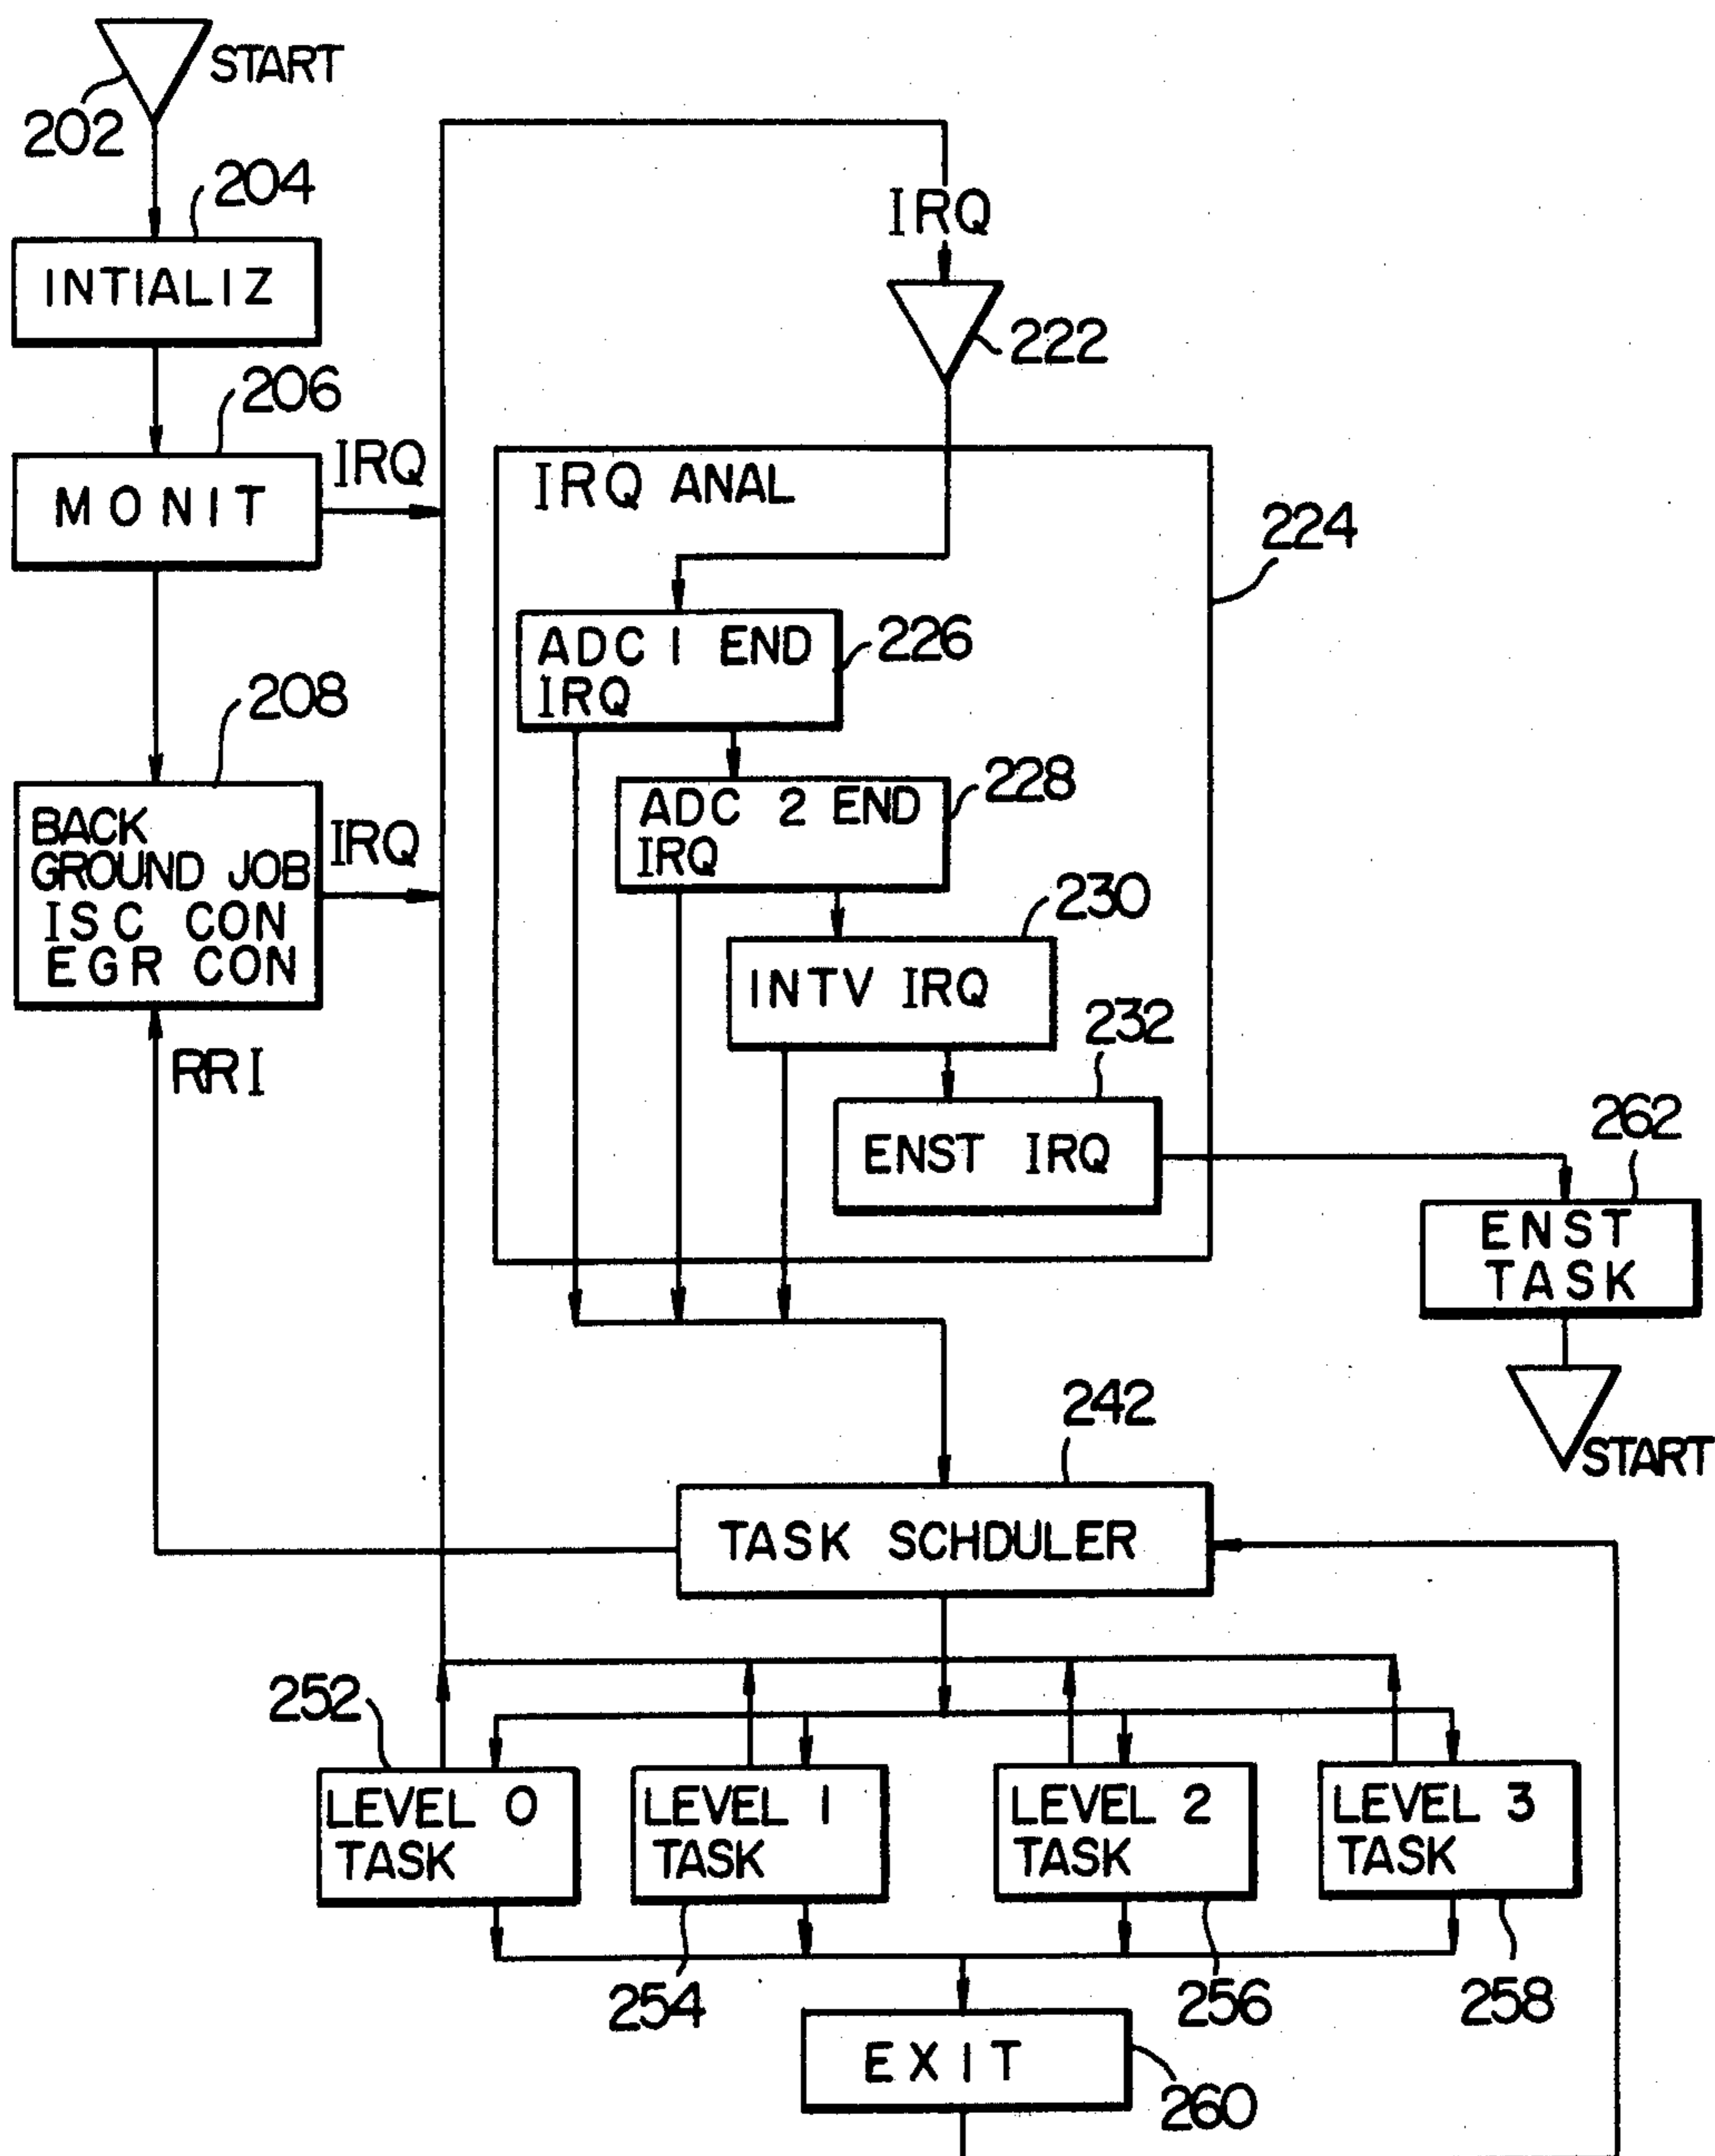 START
202
204
INTIALIZ
206
MONIT
IRQ
208
BACK
GROUND JOB
ISC CON
EGR CON
IRQ
RRI
IRQ
222
IRQ ANAL
224
ADC 1 END
IRQ
226
ADC 2 END
IRQ
228
230
INTV IRQ
232
ENST IRQ
262
ENST
TASK
START
242
TASK SCHDULER
252
LEVEL 0
TASK
LEVEL 1
TASK
LEVEL 2
TASK
LEVEL 3
TASK
254
256
258
EXIT
260